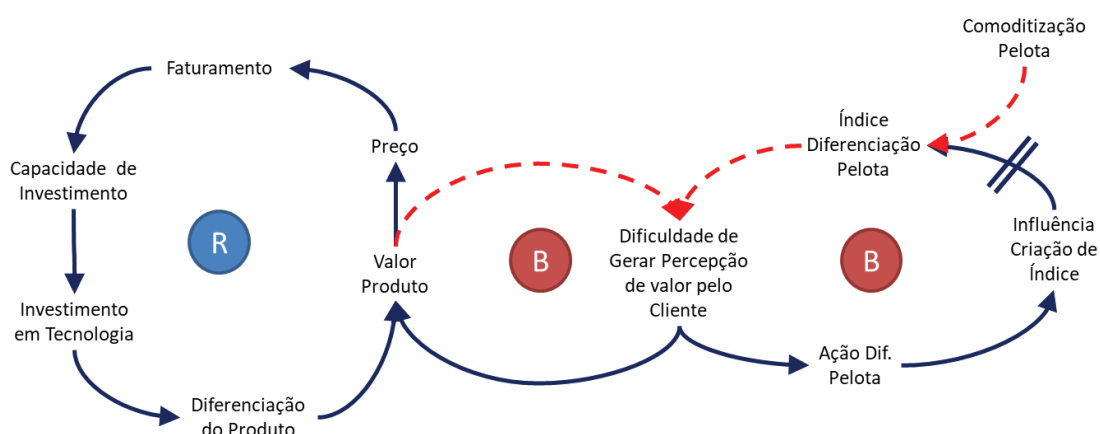 Comoditização
Pelota
Faturamento
Índice
Diferenciação
Pelota
Preço
Capacidade de
Investimento
R
B
B
Valor
Produto
Dificuldade de
Gerar Percepção
de valor pelo
Cliente
Influência
Criação de
Índice
Investimento
em Tecnologia
Ação Dif.
Pelota
Diferenciação
do Produto